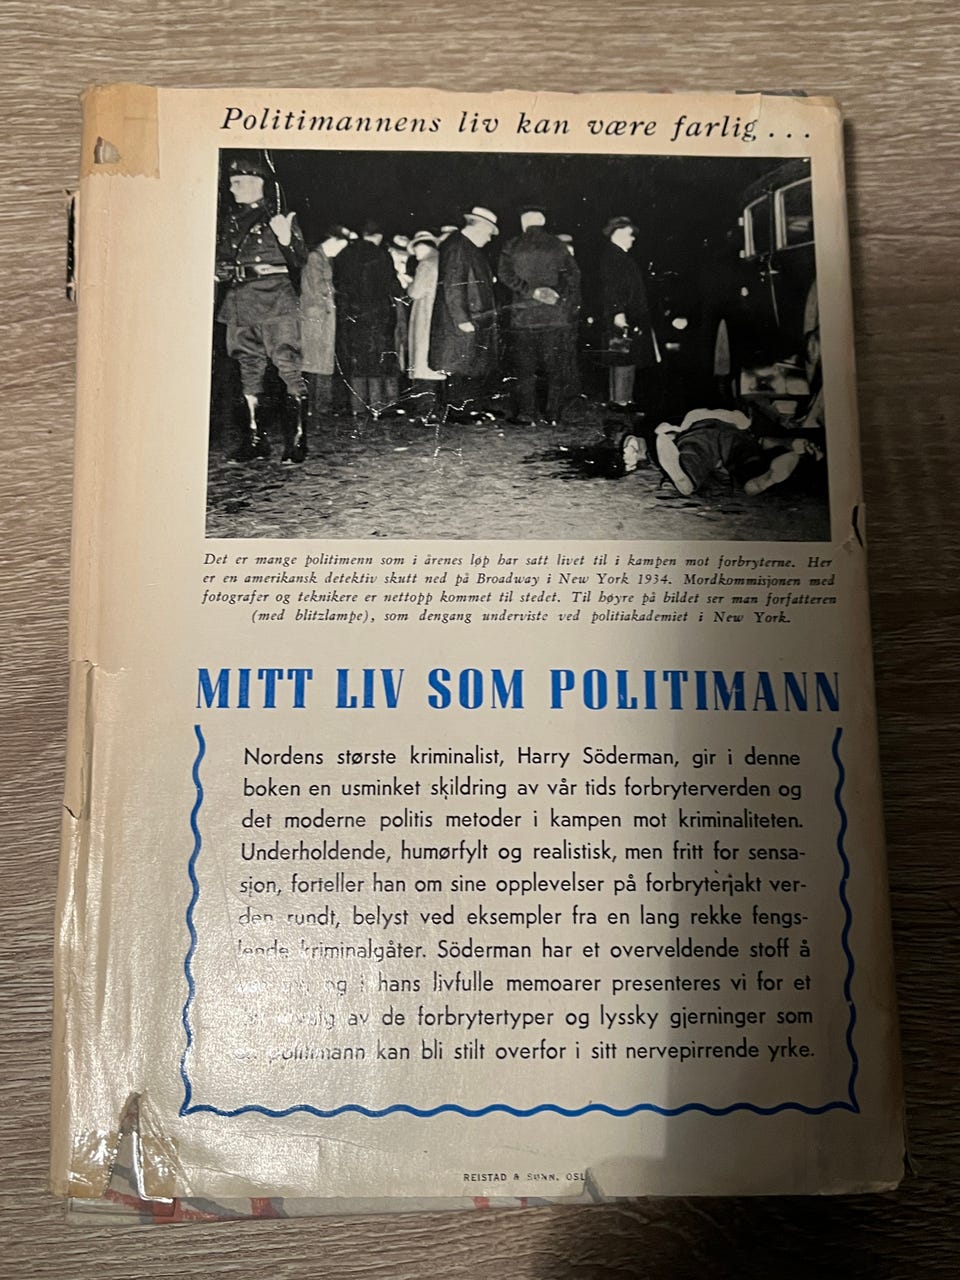 Politimannens liv kan være farlig...
Det er mange politimenn som i årenes løp har satt livet til i kampen mot forbryterne. Her
er en amerikansk detektiv skutt ned på Broadway i New York 1934. Mordkommisjonen med
fotografer og teknikere er nettopp kommet til stedet. Til høyre på bildet ser man forfatteren
(med blitzlampe), som dengang underviste ved politiakademiet i New York.
MITT LIV SOM POLITIMANN
Nordens største kriminalist, Harry Söderman, gir i denne
boken en usminket skildring av vår tids forbryterverden og
det moderne politis metoder i kampen mot kriminaliteten.
Underholdende, humørfylt og realistisk, men fritt for sensa-
sjon, forteller han om sine opplevelser på forbryterjakt ver-
den rundt, belyst ved eksempler fra en lang rekke fengs-
lende kriminalgåter. Söderman har et overveldende stoff å
og i hans livfulle memoarer presenteres vi for et
av de forbrytertyper og lyssky gjerninger som
en politimann kan bli stilt overfor i sitt nervepirrende yrke.
REISTAD & SØNN, OSL